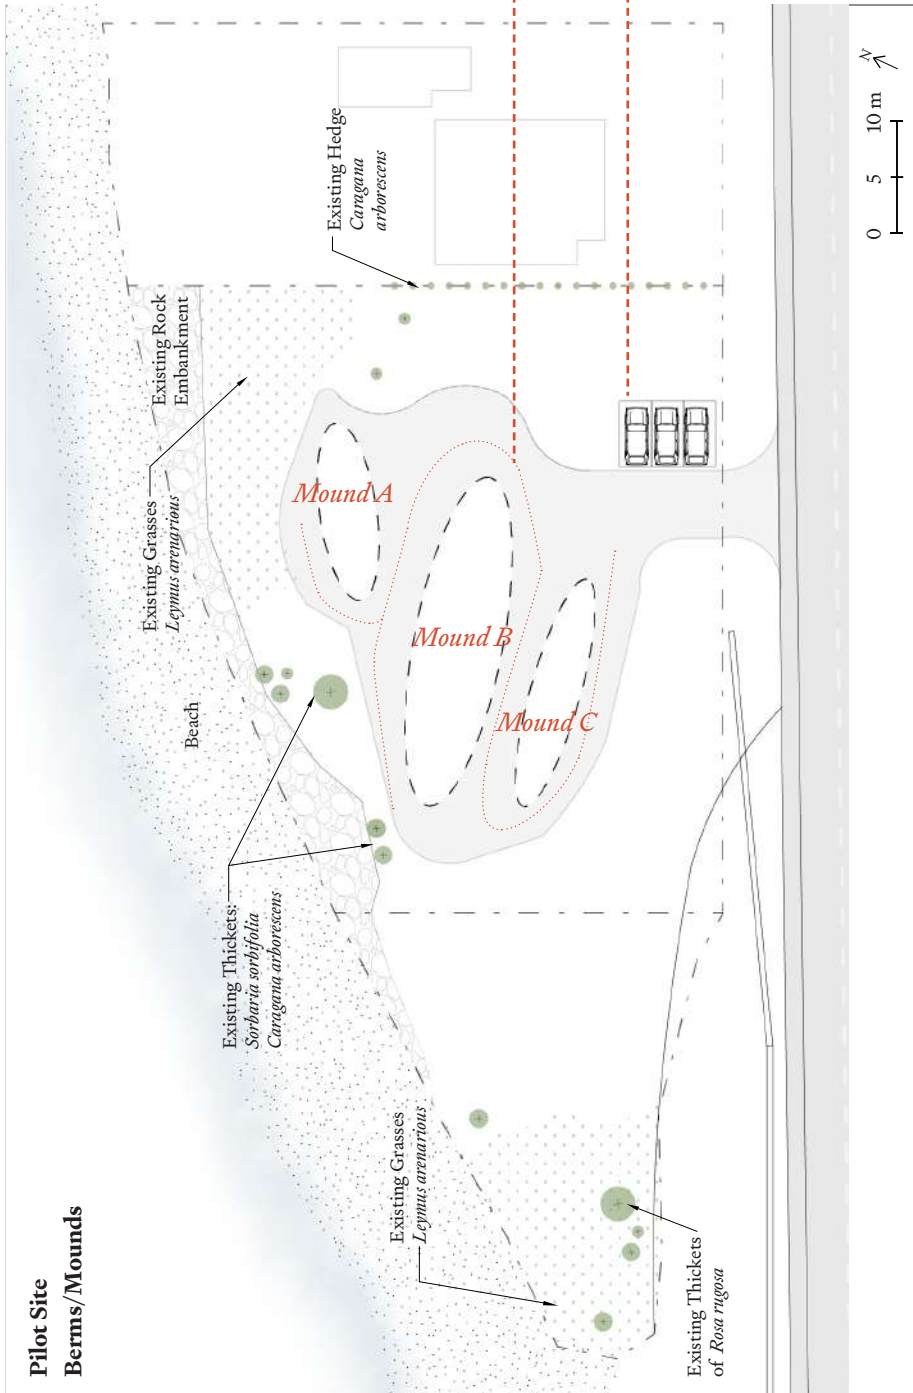 Pilot Site
Berms/Mounds
Existing Grasses
Leymus arenarious
Existing Thickets
of Rosa rugosa
Existing Thickets:
Sorbaria sorbifolia
Caragana arborescens
Beach
Existing Grasses
Leymus arenarious
Existing Rock
Embankment
Existing Hedge
Caragana
arborescens
Mound A
Mound B
Mound C
0 5 10 m
N